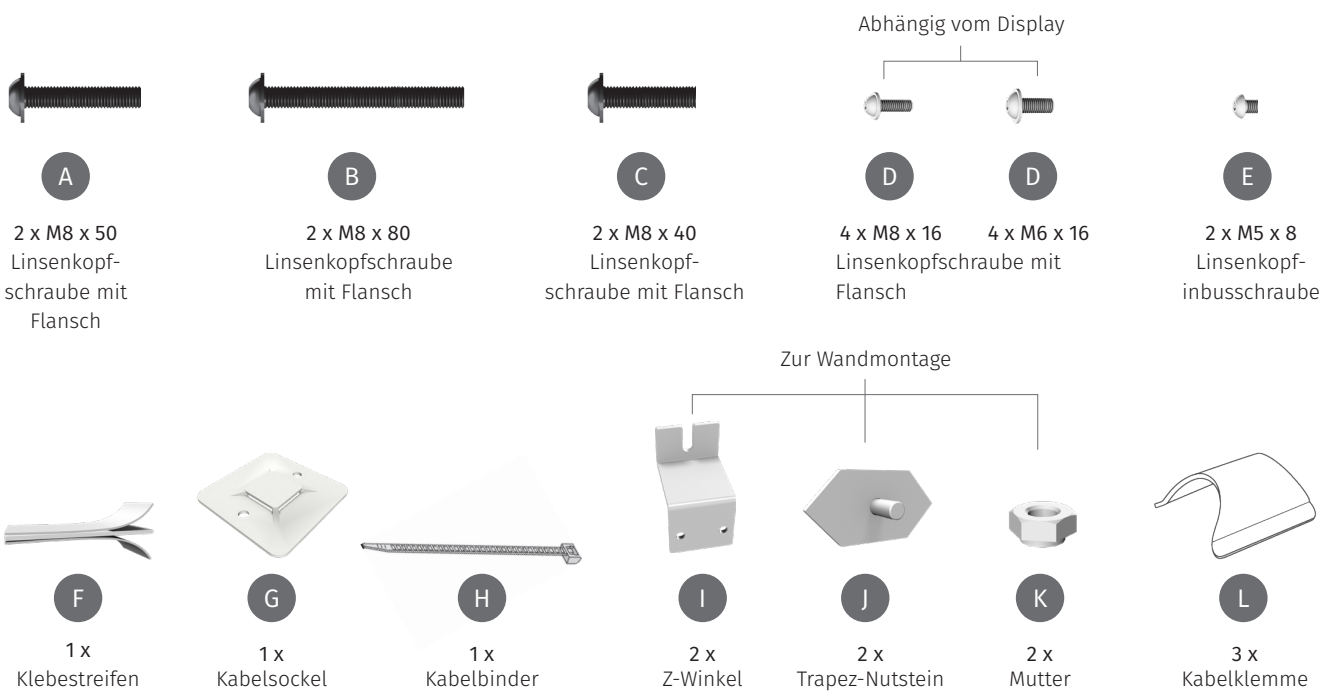 Abhängig vom Display
A
B
C
D
D
E
2 x M8 x 50
Linsenkopf-
schraube mit
Flansch
2 x M8 x 80
Linsenkopfschraube
mit Flansch
2 x M8 x 40
Linsenkopf-
schraube mit Flansch
4 x M8 x 16
4 x M6 x 16
Linsenkopfschraube mit
Flansch
2 x M5 x 8
Linsenkopf-
inbusschraube
Zur Wandmontage
F
G
H
I
J
K
L
1 x
Klebestreifen
1 x
Kabelsockel
1 x
Kabelbinder
2 x
Z-Winkel
2 x
Trapez-Nutstein
2 x
Mutter
3 x
Kabelklemme